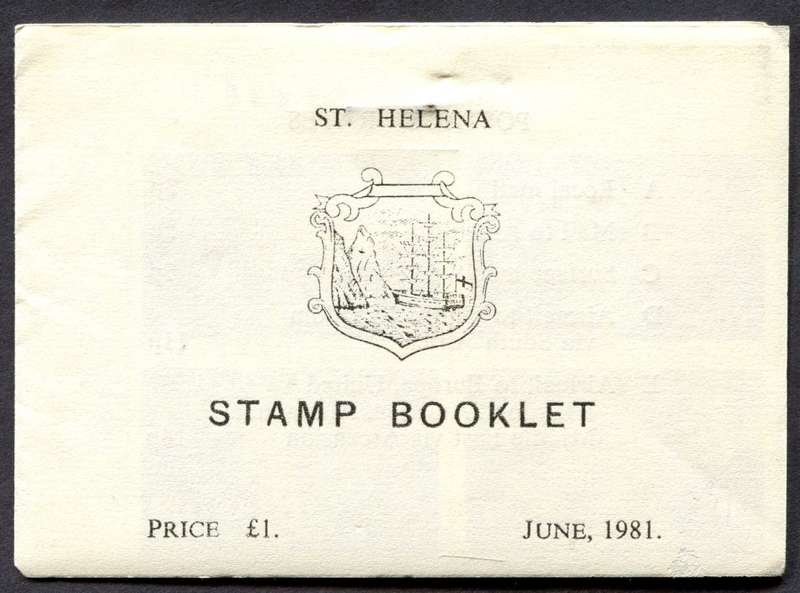 ST. HELENA
STAMP BOOKLET
PRICE £1. JUNE, 1981.